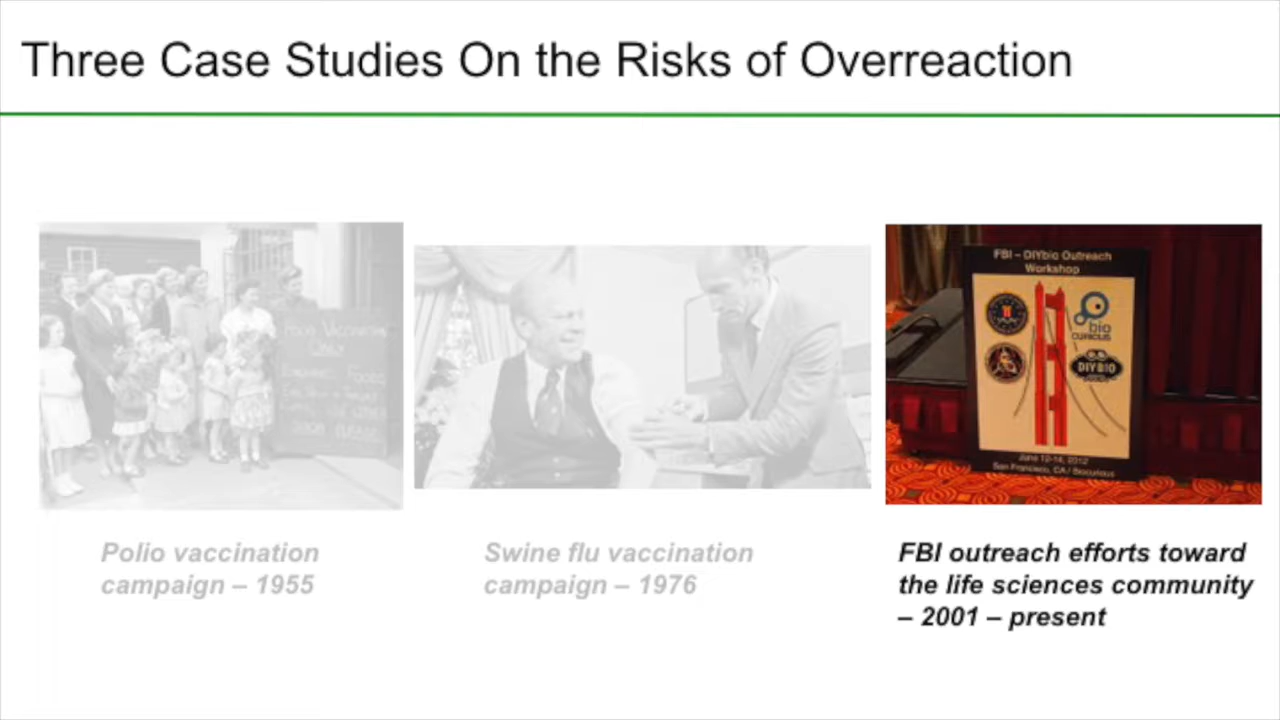 Three Case Studies On the Risks of Overreaction
FBI – DIYbio Outreach
Workshop
bio
CURIOUS
DIYBIO
June 12-14, 2012
San Francisco, CA / Biocurious
Polio vaccination
campaign – 1955
Swine flu vaccination
campaign – 1976
FBI outreach efforts toward
the life sciences community
– 2001 – present